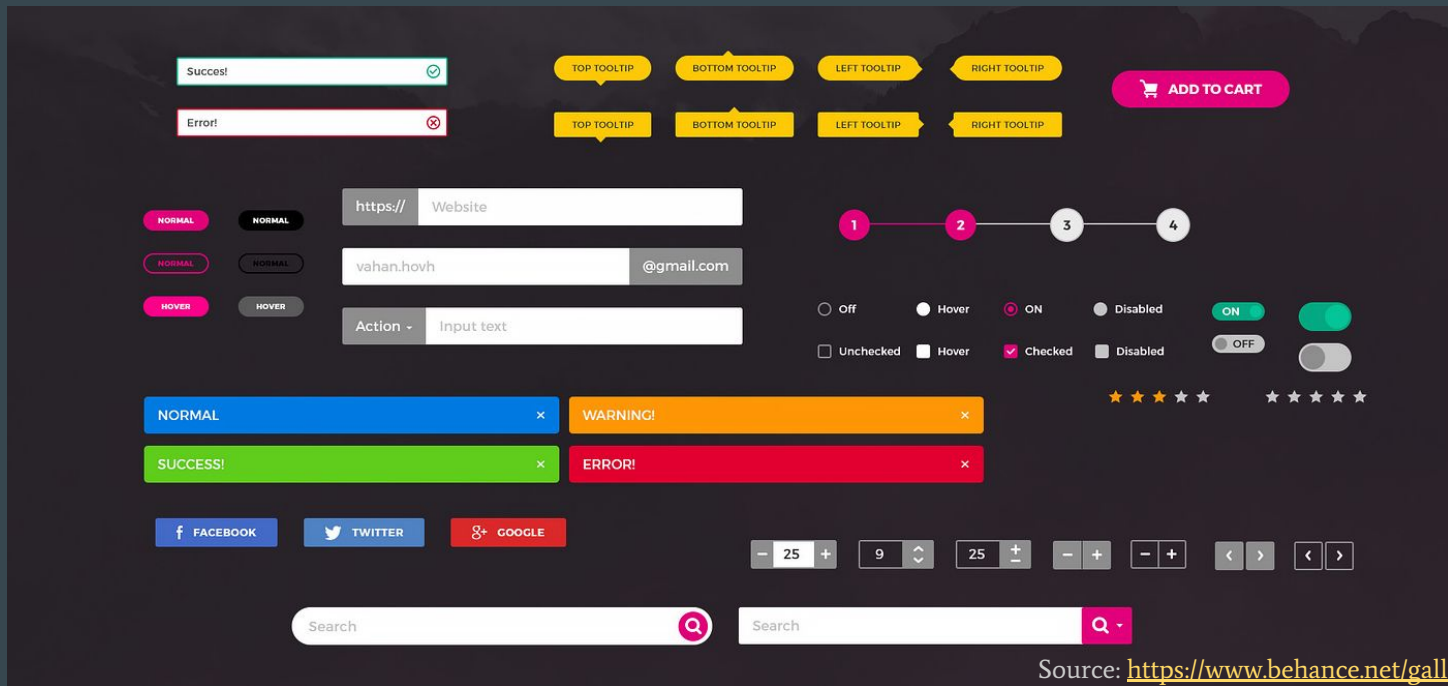 Succes!
TOP TOOLTIP
BOTTOM TOOLTIP
LEFT TOOLTIP
RIGHT TOOLTIP
ADD TO CART
Error!
TOP TOOLTIP
BOTTOM TOOLTIP
LEFT TOOLTIP
RIGHT TOOLTIP
https://
Website
NORMAL
NORMAL
1
2
3
4
NORMAL
NORMAL
vahan.hovh
@gmail.com
HOVER
HOVER
Action
Input text
Off
Hover
ON
Disabled
ON
Unchecked
Hover
Checked
Disabled
OFF
NORMAL ×
WARNING! ×
SUCCESS! ×
ERROR! ×
f FACEBOOK
TWITTER
g+ GOOGLE
− 25 +
9
25 + −
− +
− +
‹ ›
‹ ›
Search
Search
Source: https://www.behance.net/gall